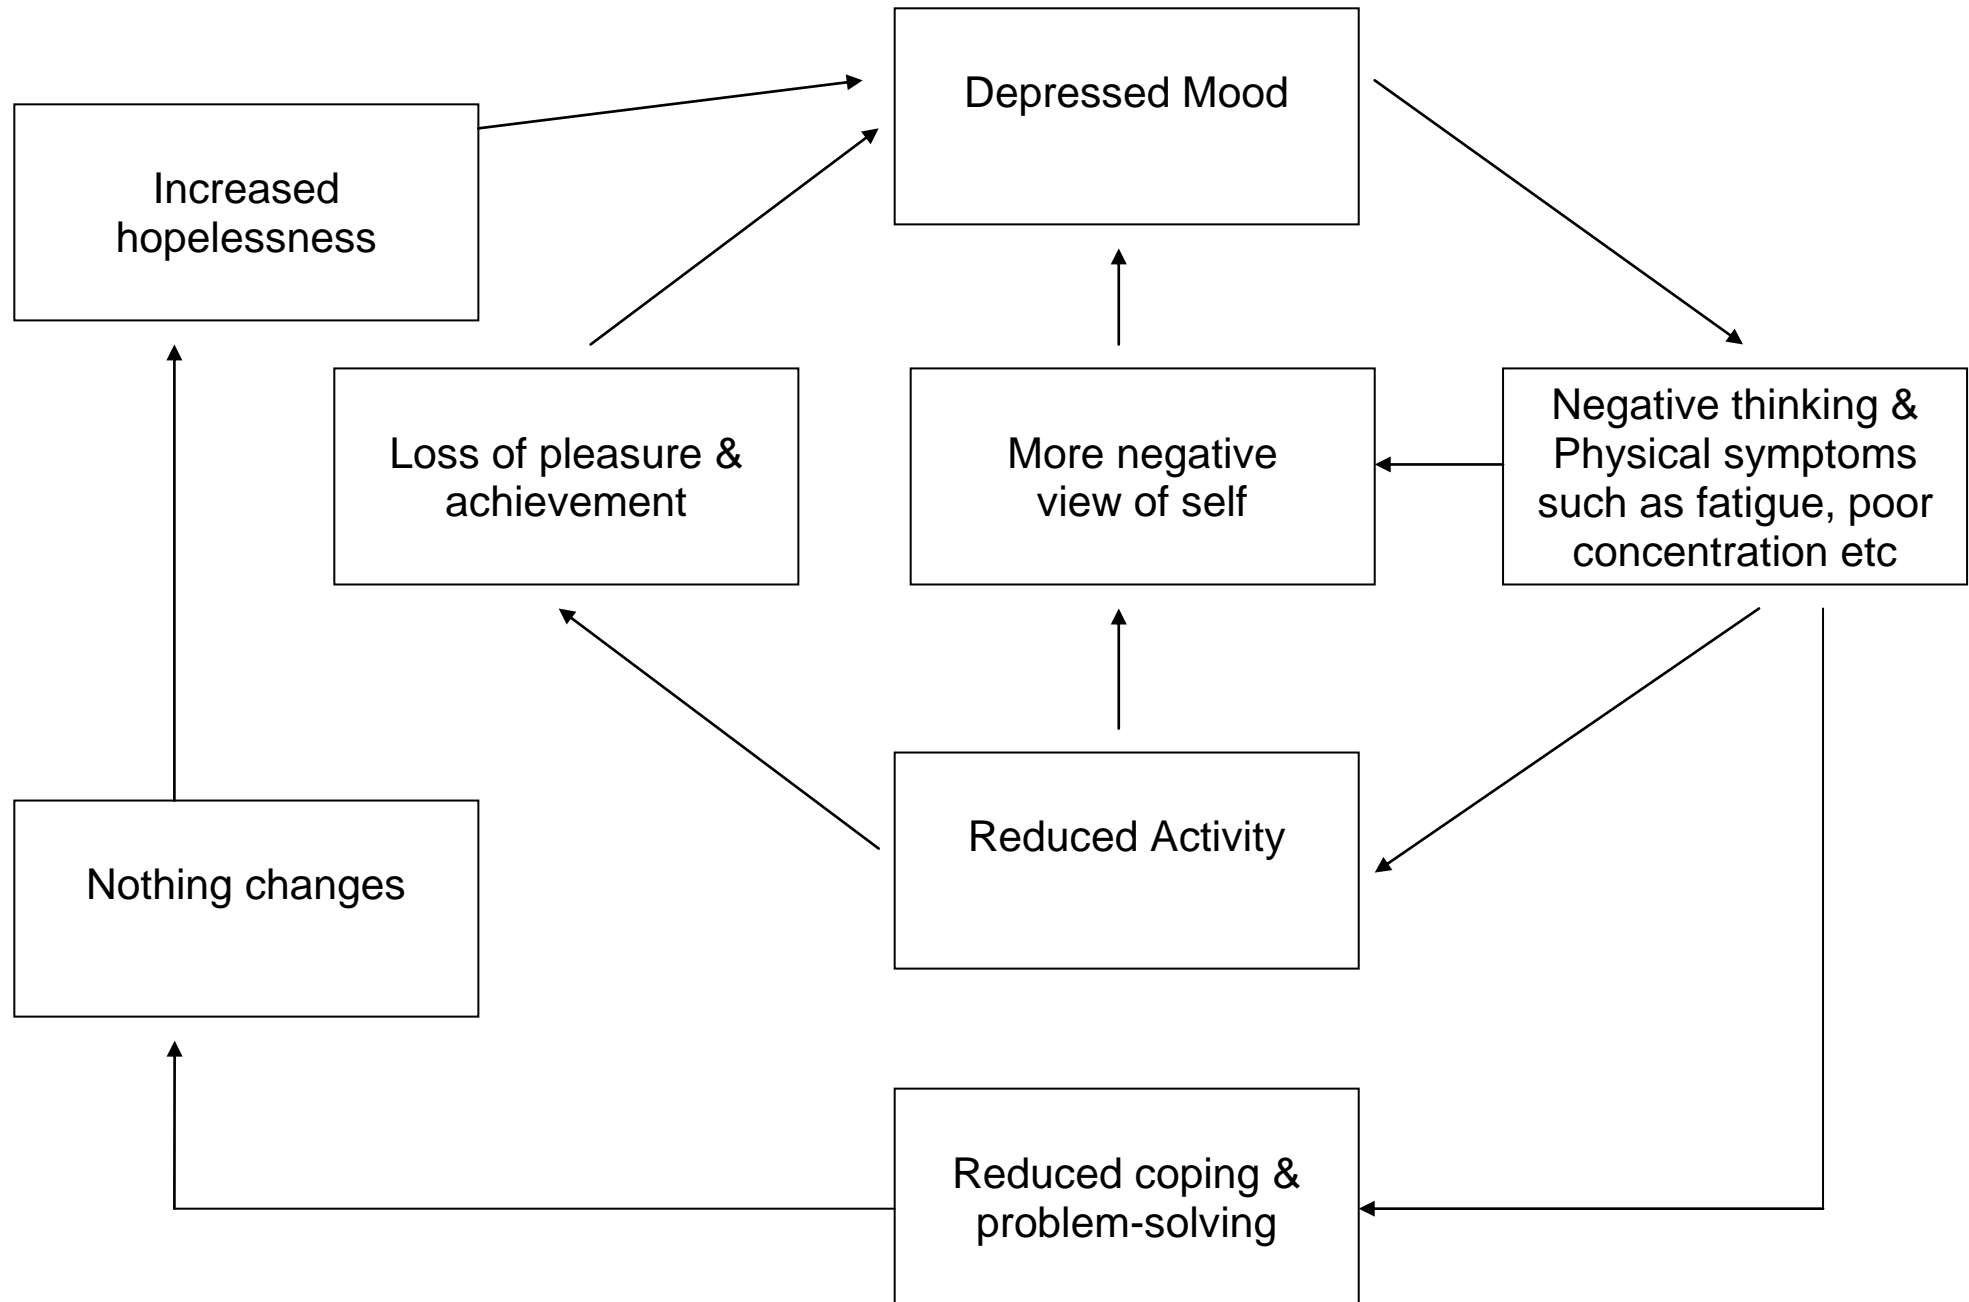 Depressed Mood
Increased
hopelessness
Loss of pleasure &
achievement
More negative
view of self
Negative thinking &
Physical symptoms
such as fatigue, poor
concentration etc
Reduced Activity
Nothing changes
Reduced coping &
problem-solving